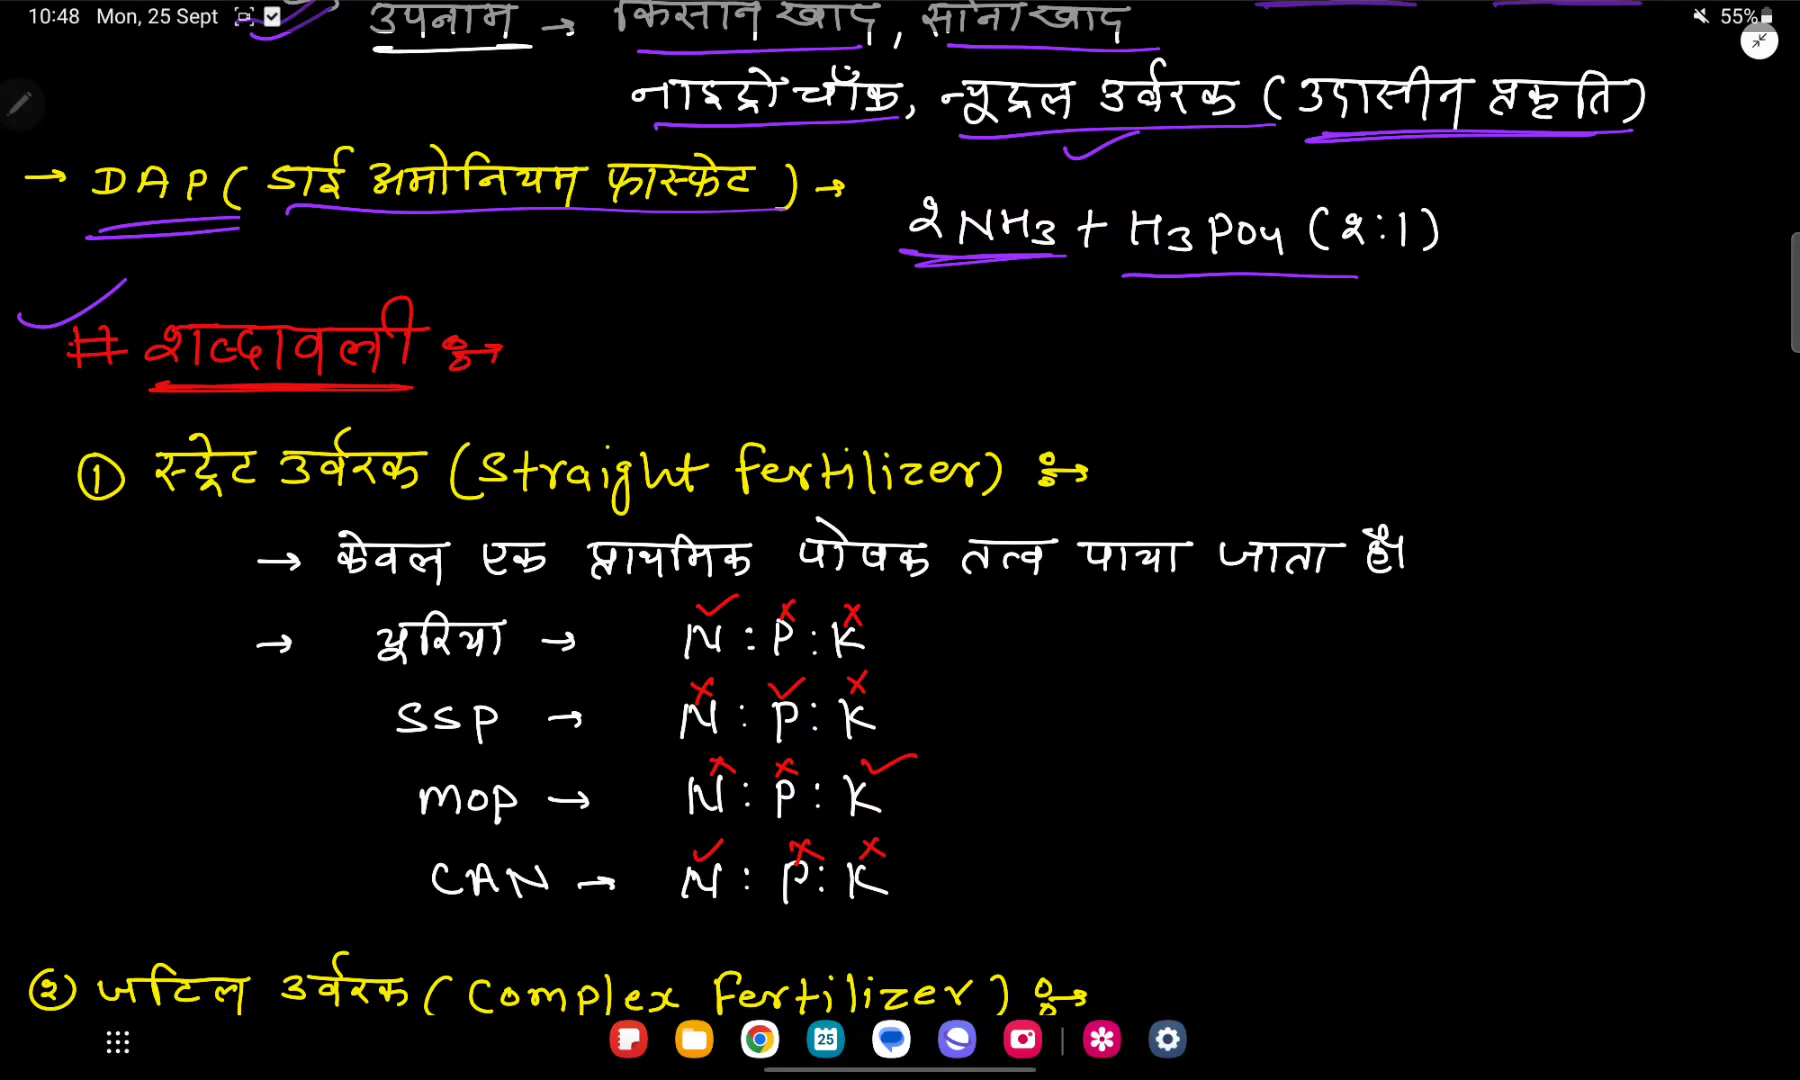 10:48 Mon, 25 Sept
55%
उपनाम → किसान खाद, सोना खाद
नाइट्रो चाँक, न्यूट्रल उर्वरक (उदासीन प्रकृति)
→ DAP (डाई अमोनियम फास्फेट) →
2NH3 + H3PO4 (2:1)
# शब्दावली :→
① स्ट्रेट उर्वरक (Straight fertilizer) :→
→ केवल एक प्राथमिक पोषक तत्व पाया जाता है।
→ यूरिया → N : P : K
SSP → N : P : K
MOP → N : P : K
CAN → N : P : K
② जटिल उर्वरक (Complex fertilizer) :→
25